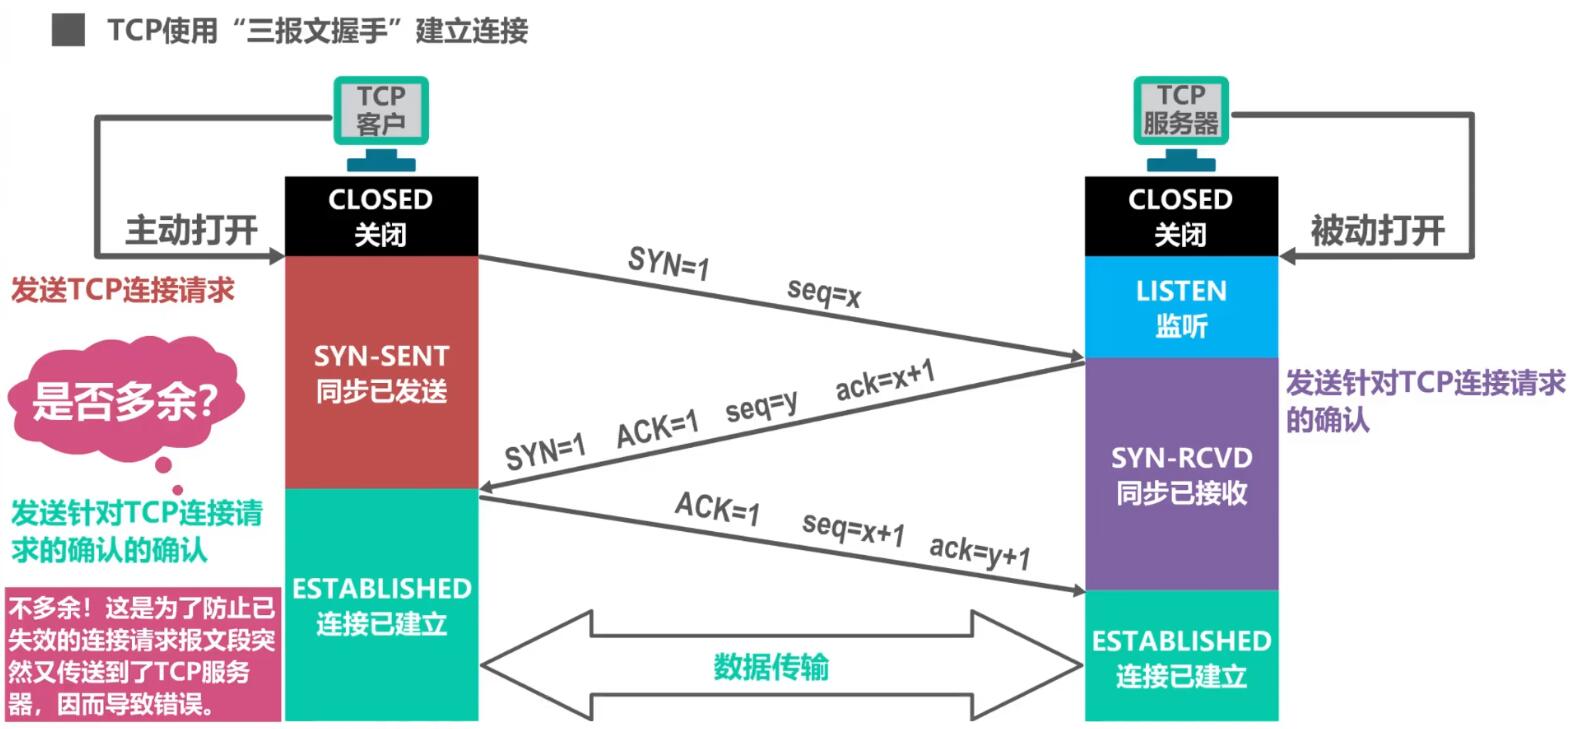 TCP使用“三报文握手”建立连接
TCP
客户
TCP
服务器
CLOSED
关闭
CLOSED
关闭
主动打开
被动打开
发送TCP连接请求
SYN=1 seq=x
LISTEN
监听
SYN-SENT
同步已发送
是否多余?
SYN=1 ACK=1 seq=y ack=x+1
发送针对TCP连接请求
的确认
SYN-RCVD
同步已接收
发送针对TCP连接请
求的确认的确认
ACK=1 seq=x+1 ack=y+1
ESTABLISHED
连接已建立
不多余！这是为了防止已
失效的连接请求报文段突
然又传送到了TCP服务
器，因而导致错误。
数据传输
ESTABLISHED
连接已建立